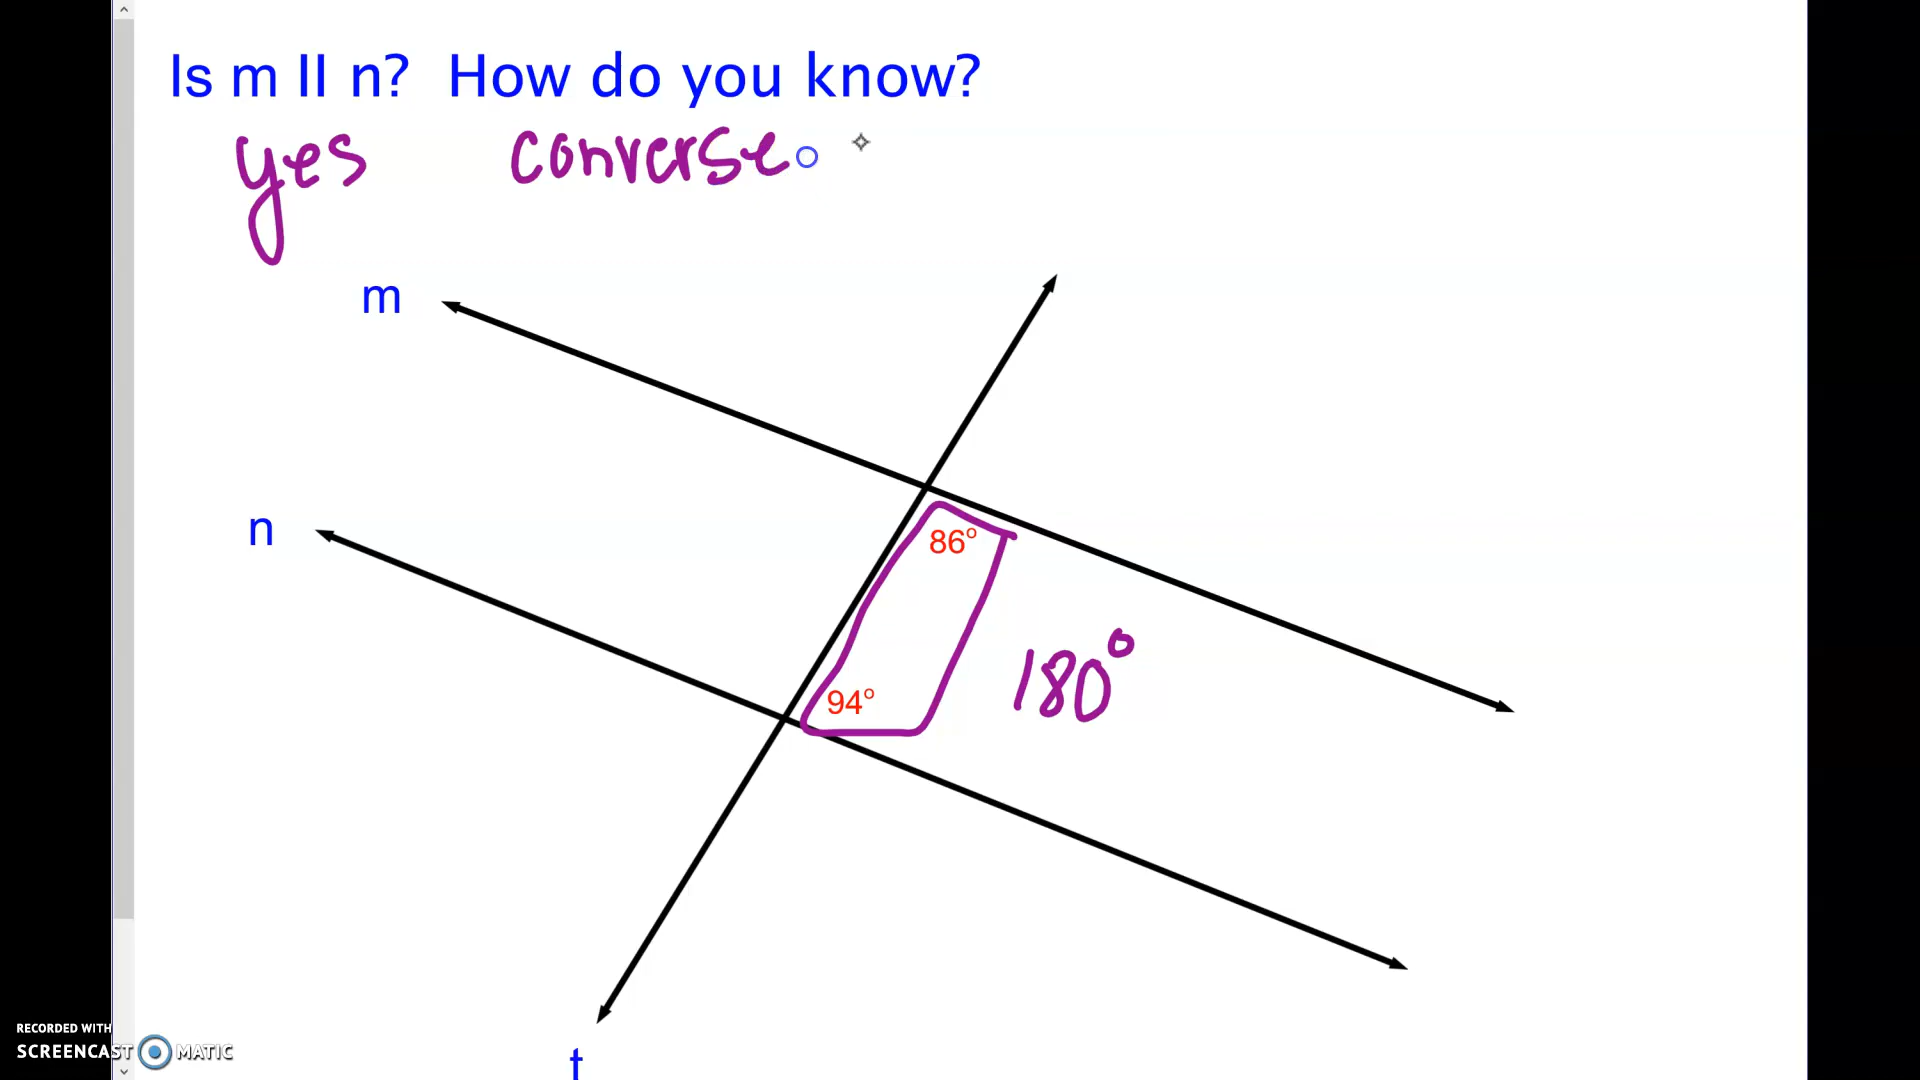 Is m II n? How do you know?
yes converse
m
n
86°
94°
180°
t
RECORDED WITH
SCREENCAST MATIC